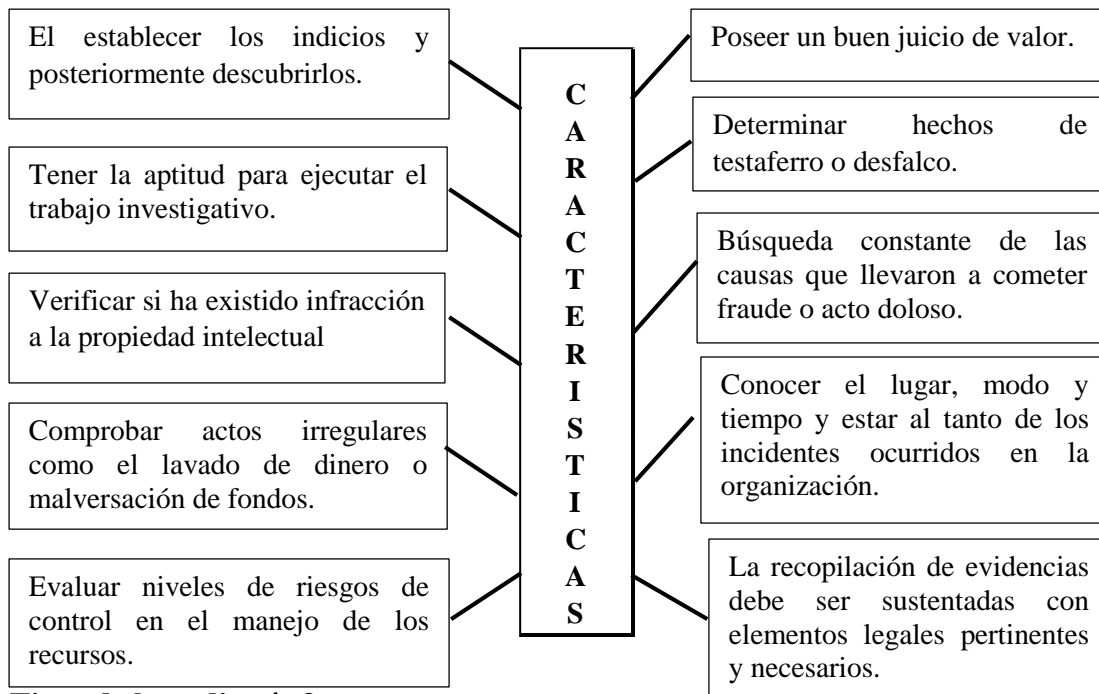 El establecer los indicios y
posteriormente descubrirlos.
Tener la aptitud para ejecutar el
trabajo investigativo.
Verificar si ha existido infracción
a la propiedad intelectual
Comprobar actos irregulares
como el lavado de dinero o
malversación de fondos.
Evaluar niveles de riesgos de
control en el manejo de los
recursos.
C
A
R
A
C
T
E
R
I
S
T
I
C
A
S
Poseer un buen juicio de valor.
Determinar hechos de
testaferro o desfalco.
Búsqueda constante de las
causas que llevaron a cometer
fraude o acto doloso.
Conocer el lugar, modo y
tiempo y estar al tanto de los
incidentes ocurridos en la
organización.
La recopilación de evidencias
debe ser sustentadas con
elementos legales pertinentes
y necesarios.